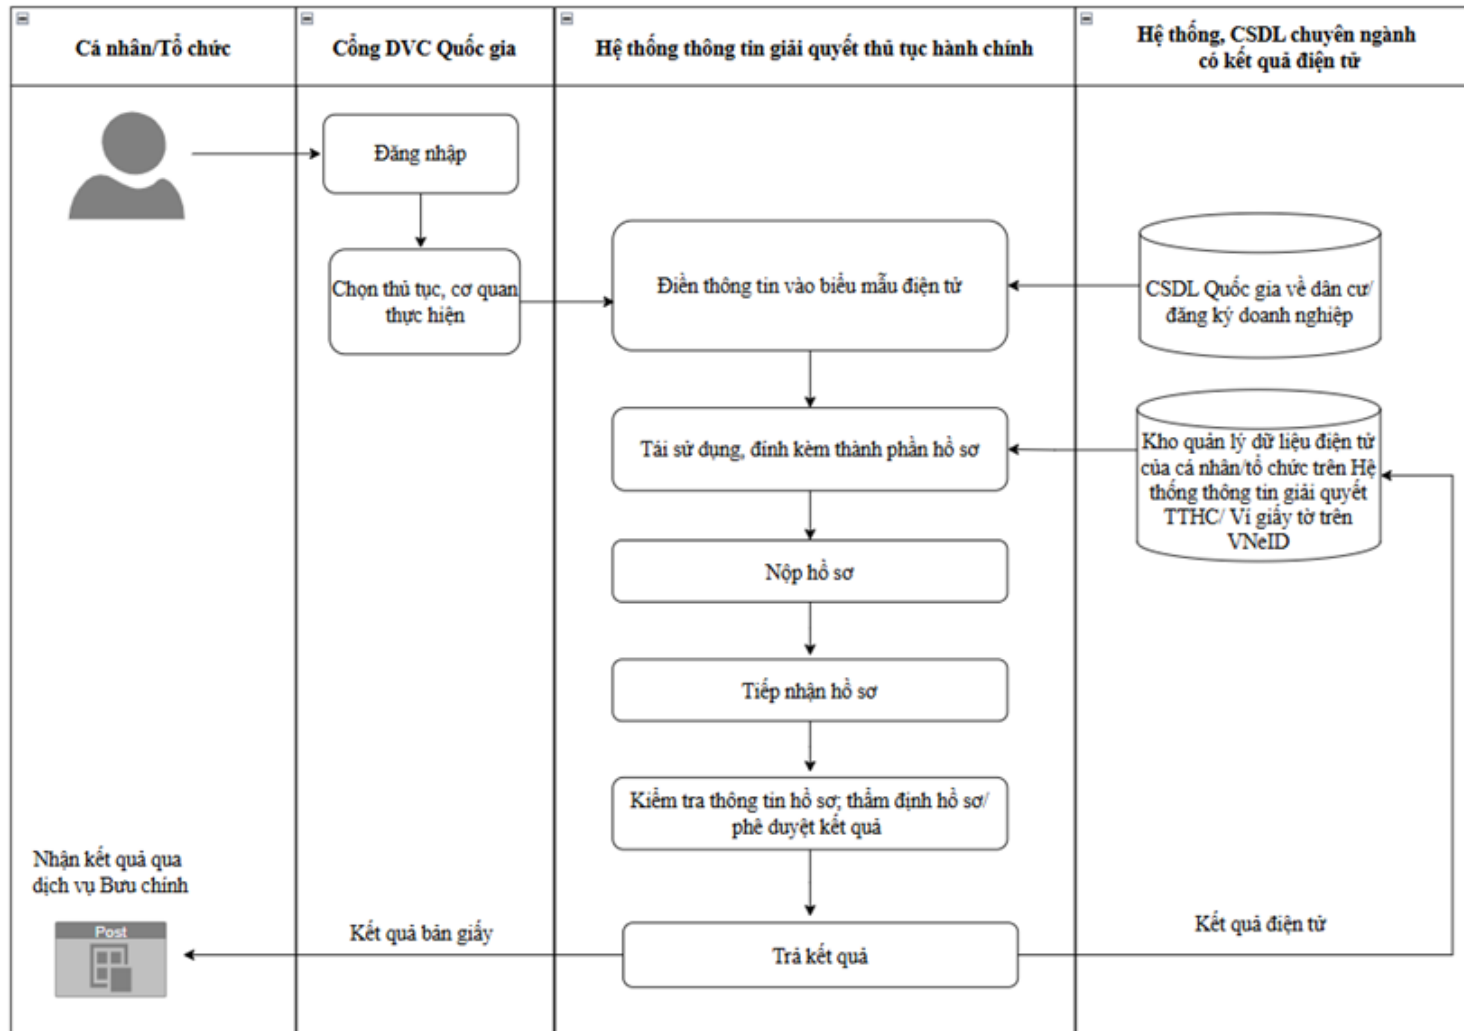 Cá nhân/Tổ chức
Cổng DVC Quốc gia
Hệ thống thông tin giải quyết thủ tục hành chính
Hệ thống, CSDL chuyên ngành
có kết quả điện tử
Đăng nhập
Chọn thủ tục, cơ quan
thực hiện
Điền thông tin vào biểu mẫu điện tử
CSDL Quốc gia về dân cư/
đăng ký doanh nghiệp
Tái sử dụng, đính kèm thành phần hồ sơ
Kho quản lý dữ liệu điện tử
của cá nhân/tổ chức trên Hệ
thống thông tin giải quyết
TTHC/ Ví giấy tờ trên
VNeID
Nộp hồ sơ
Tiếp nhận hồ sơ
Kiểm tra thông tin hồ sơ; thẩm định hồ sơ/
phê duyệt kết quả
Nhận kết quả qua
dịch vụ Bưu chính
Post
Kết quả bản giấy
Trả kết quả
Kết quả điện tử